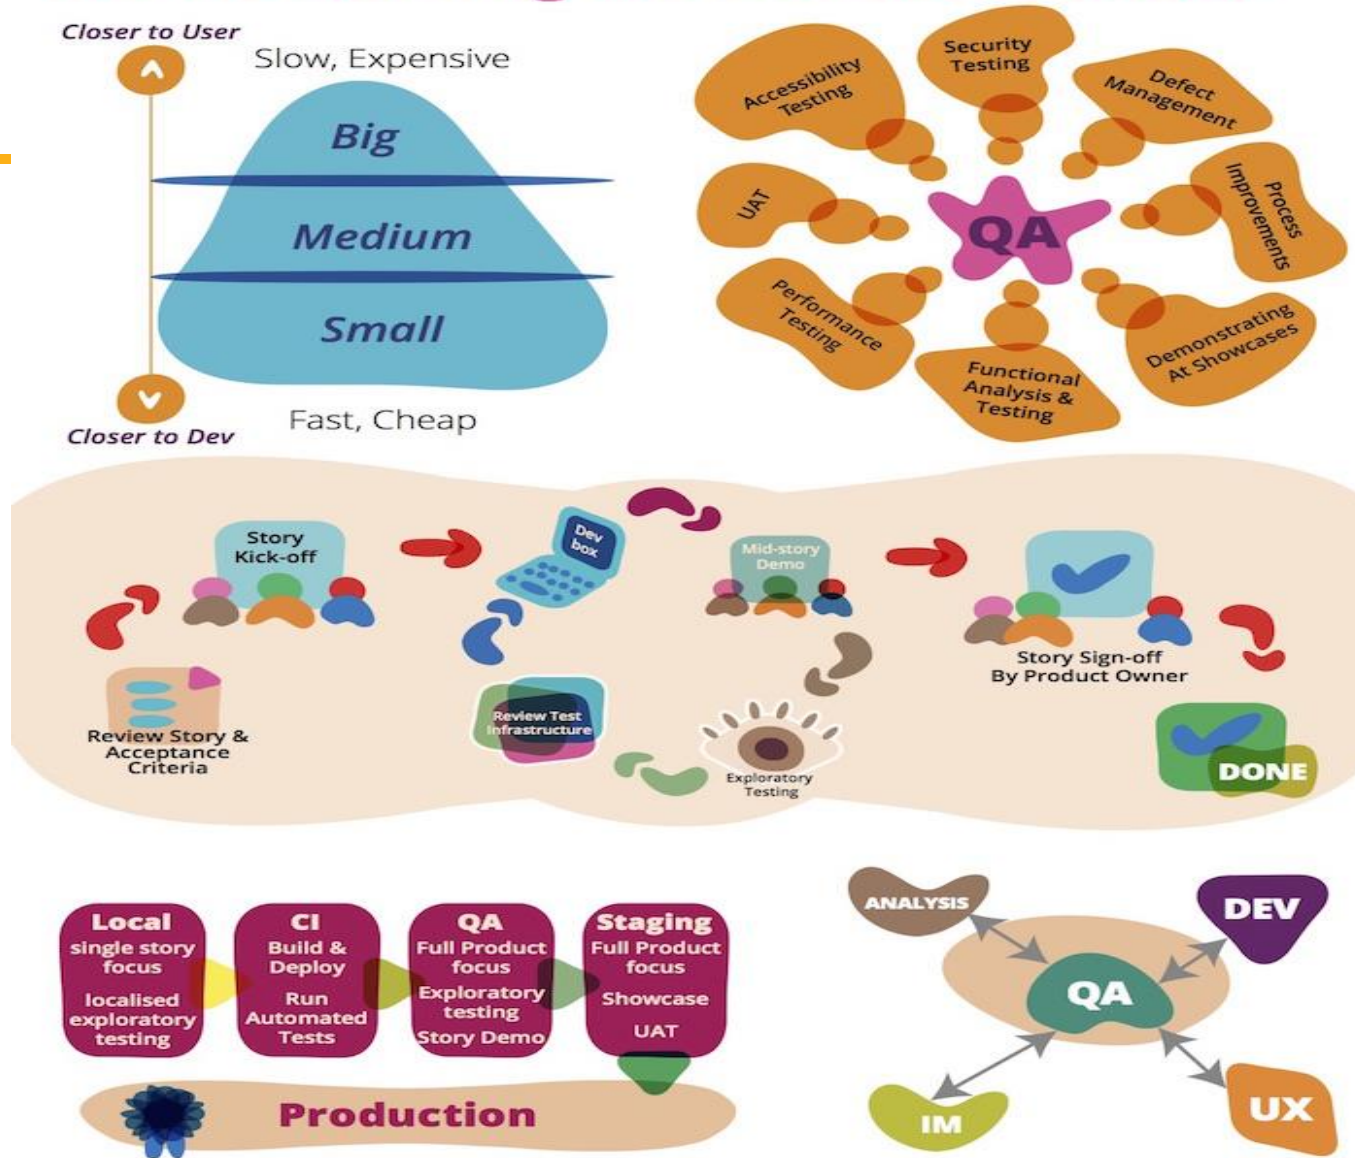 Closer to User
Slow, Expensive
Big
Medium
Small
Fast, Cheap
Closer to Dev
Accessibility
Testing
Security
Testing
Defect
Management
UAT
QA
Process
Improvements
Performance
Testing
Functional
Analysis &
Testing
Demonstrating
At Showcases
Story
Kick-off
Dev
box
Mid-story
Demo
Story Sign-off
By Product Owner
Review Story &
Acceptance
Criteria
Review Test
Infrastructure
Exploratory
Testing
DONE
Local
single story
focus
localised
exploratory
testing
CI
Build &
Deploy
Run
Automated
Tests
QA
Full Product
focus
Exploratory
testing
Story Demo
Staging
Full Product
focus
Showcase
UAT
Production
ANALYSIS
DEV
QA
IM
UX